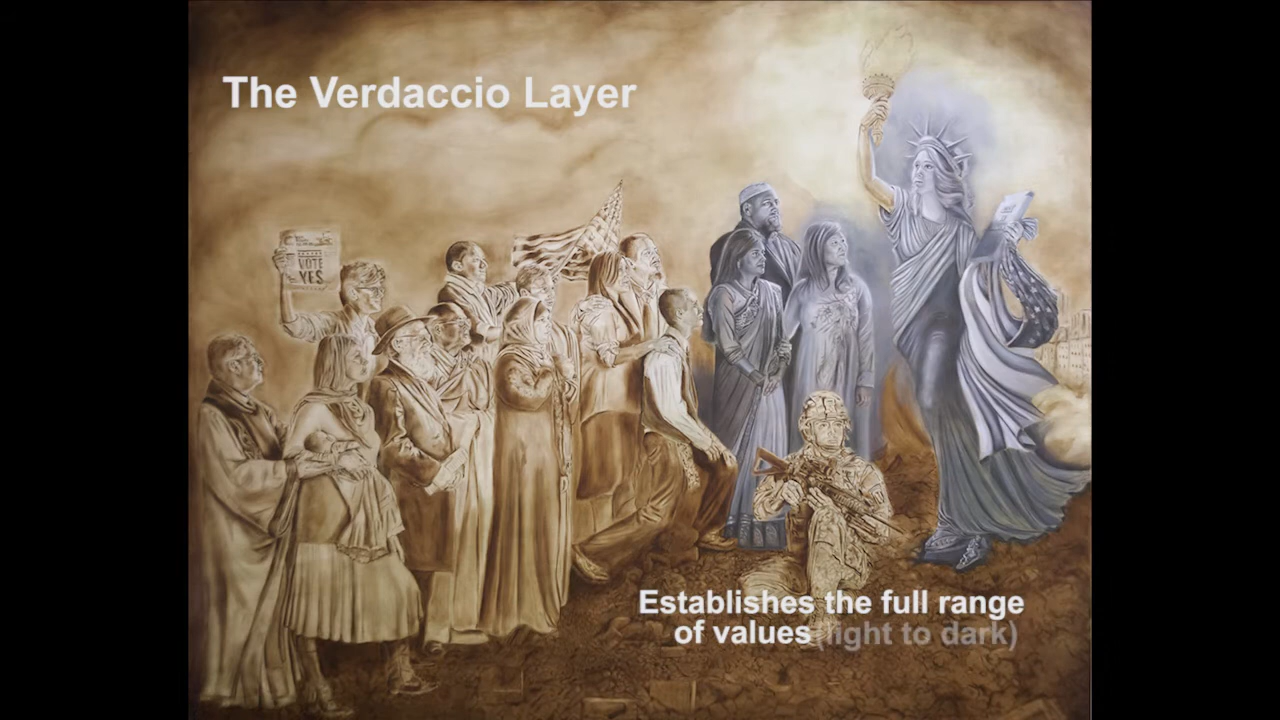 The Verdaccio Layer
VOTE
YES
Establishes the full range
of values (light to dark)